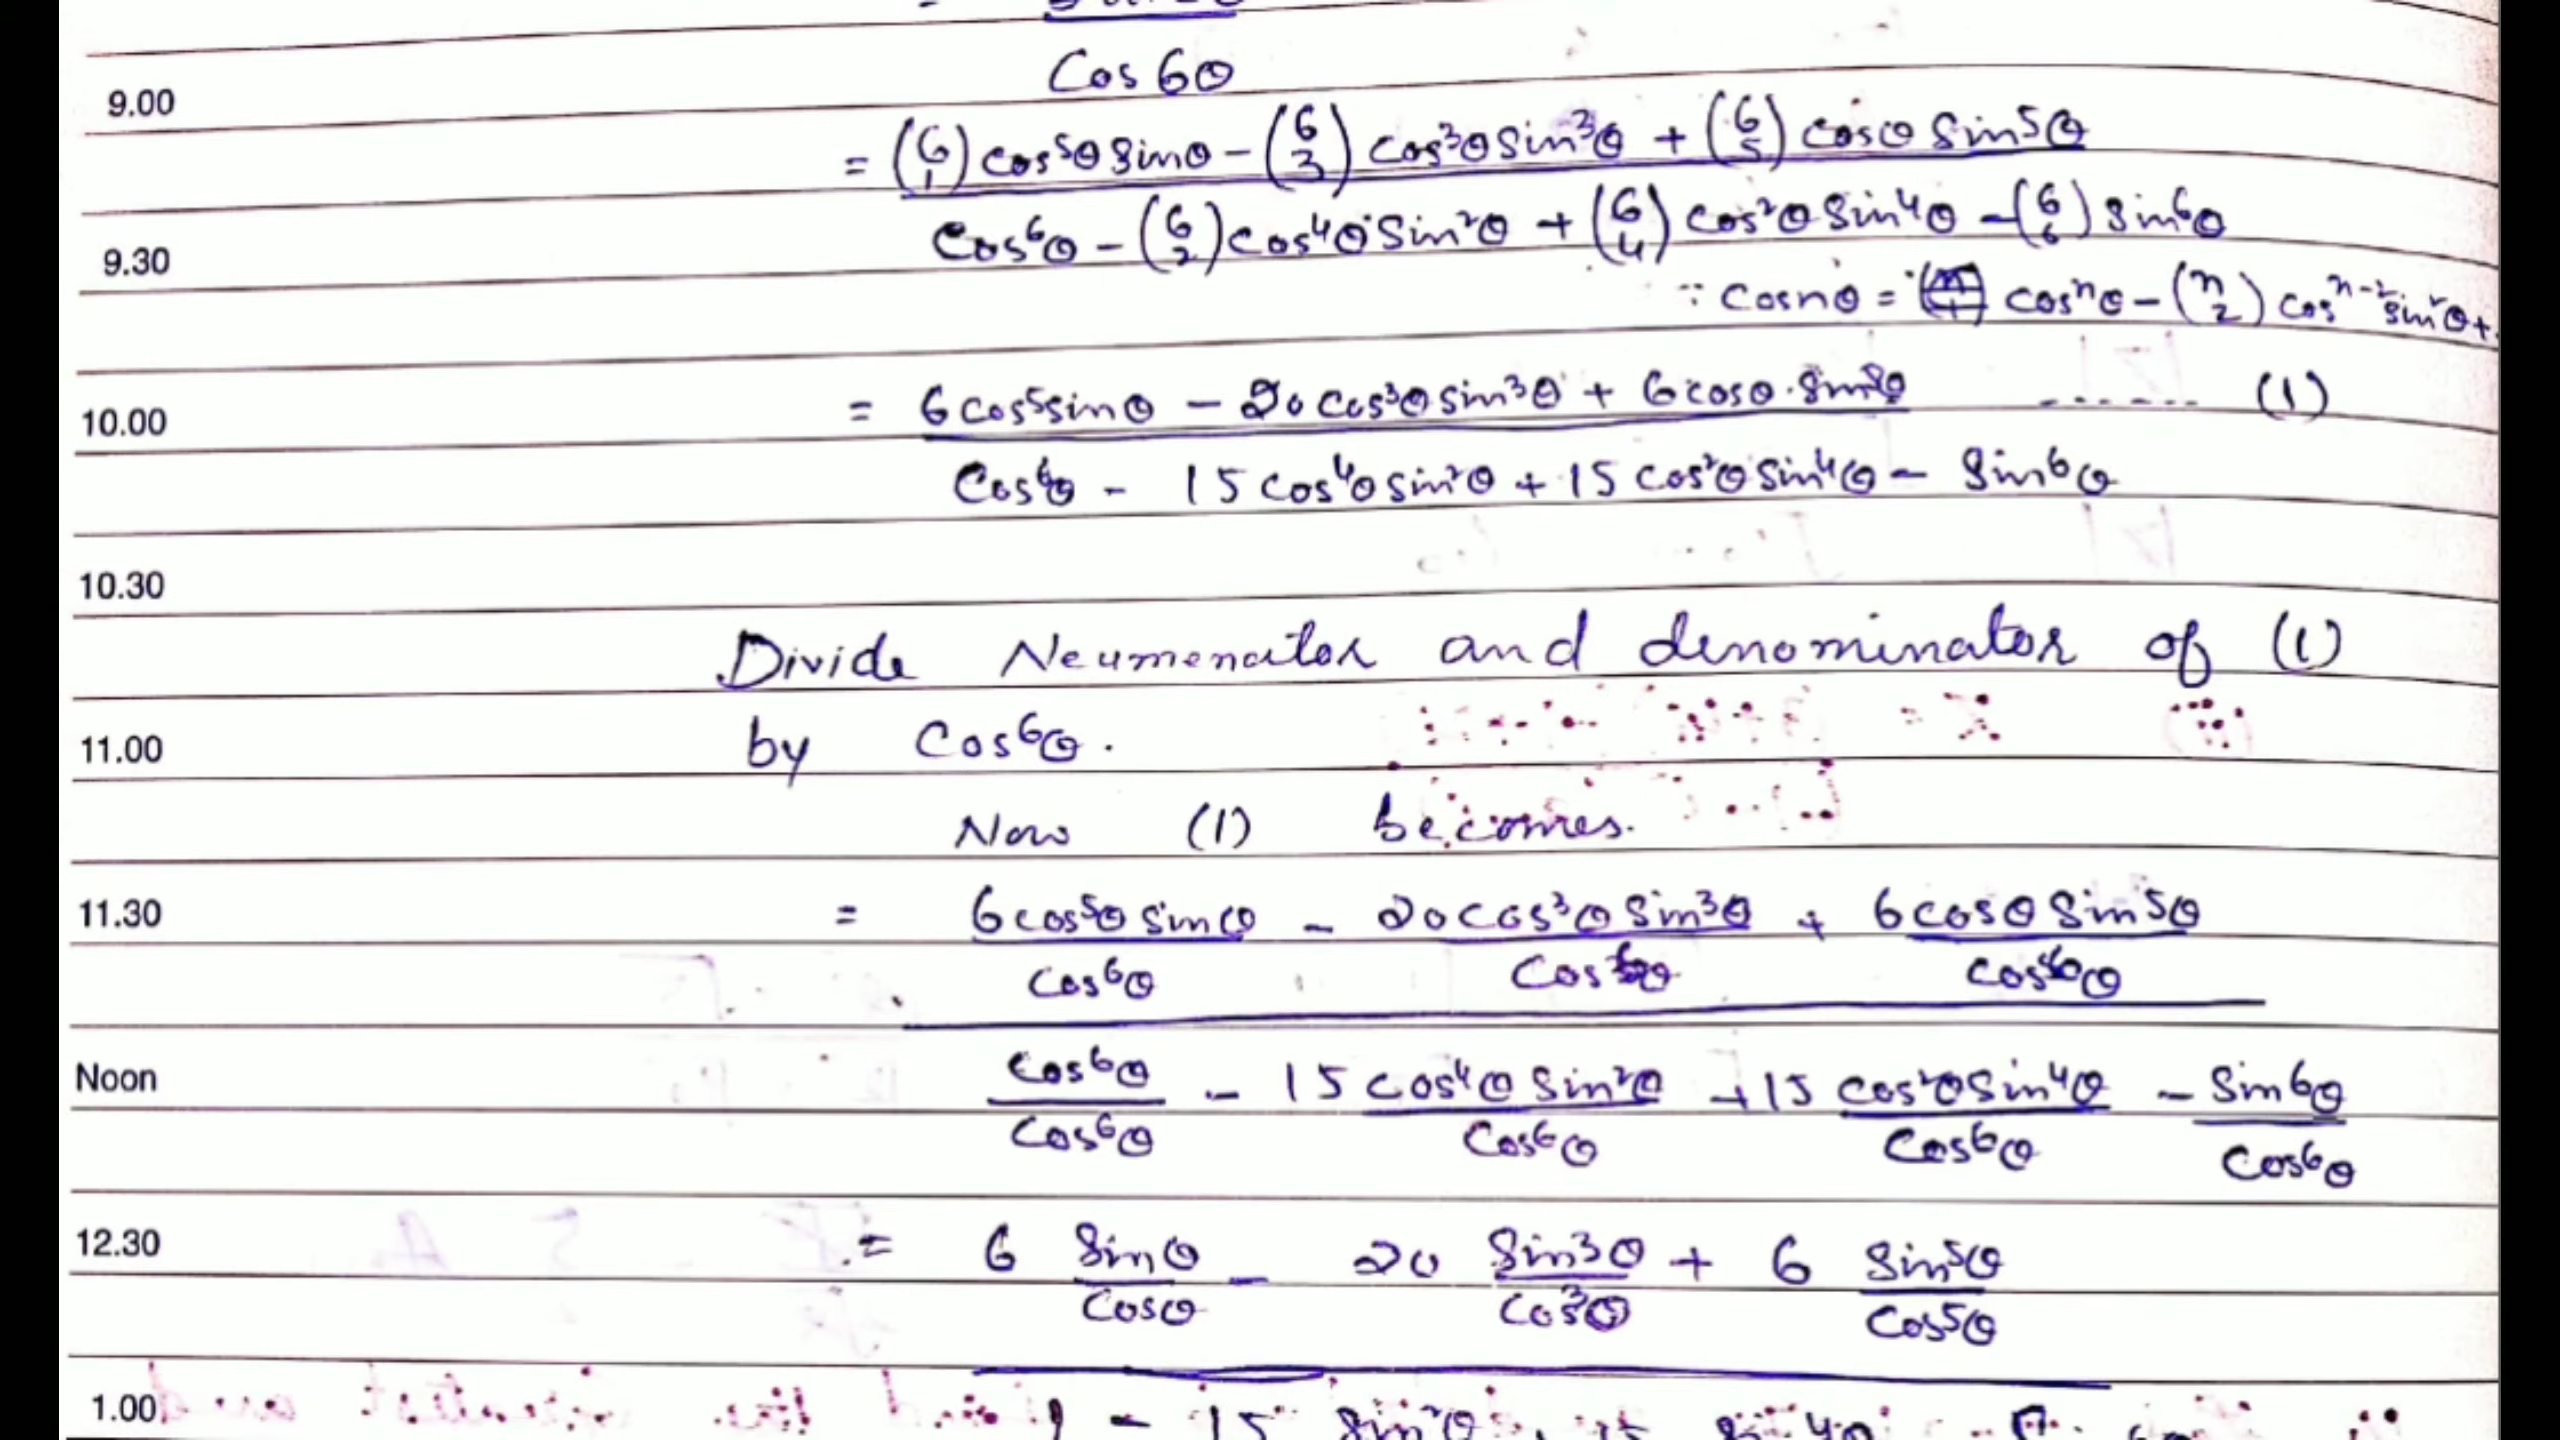 Cos 6θ
9.00
= (6 1) cos⁵θ sinθ − (6 3) cos³θ sin³θ + (6 5) cosθ sin⁵θ
9.30
cos⁶θ − (6 2) cos⁴θ sin²θ + (6 4) cos²θ sin⁴θ − (6 6) sin⁶θ
∵ cosnθ = cosⁿθ − (n 2) cosⁿ⁻² sin²θ +
10.00
= 6 cos⁵ sinθ − 20 cos³θ sin³θ + 6 cosθ . sin⁵θ ...... (1)
cos⁶θ − 15 cos⁴θ sin²θ + 15 cos²θ sin⁴θ − sin⁶θ
10.30
Divide Neumenator and denominator of (1)
11.00
by cos⁶θ.
Now (1) becomes.
11.30
= 6 cos⁵θ sinθ − 20 cos³θ sin³θ + 6 cosθ sin⁵θ
cos⁶θ cos⁶θ cos⁶θ
Noon
cos⁶θ − 15 cos⁴θ sin²θ + 15 cos²θ sin⁴θ − sin⁶θ
cos⁶θ cos⁶θ cos⁶θ cos⁶θ
12.30
= 6 sinθ − 20 sin³θ + 6 sin⁵θ
cosθ cos³θ cos⁵θ
1.00
1 − 15 sin²θ